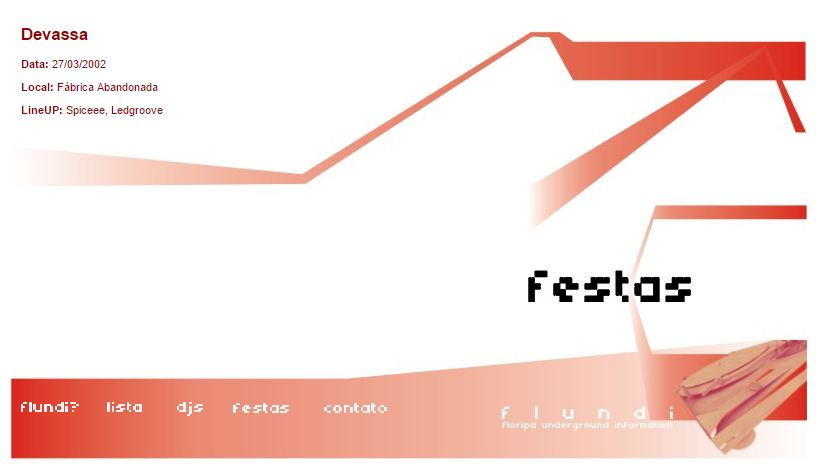 Devassa
Data: 27/03/2002
Local: Fábrica Abandonada
LineUP: Spiceee, Ledgroove
festas
flundi? lista djs festas contato
flundi
floripa underground information